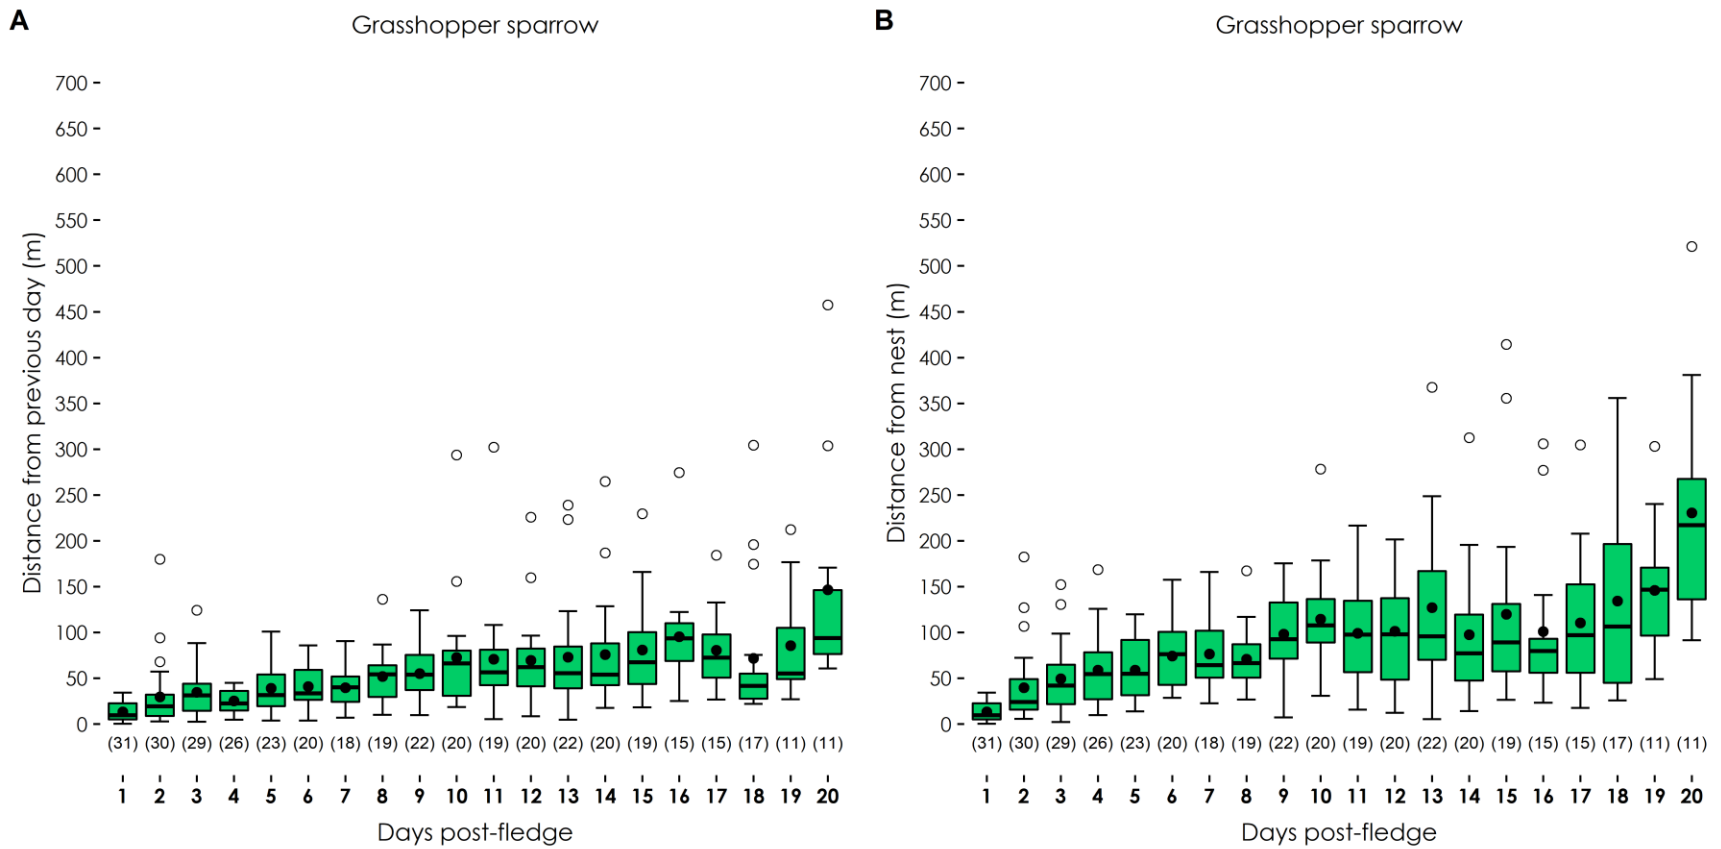 A
Grasshopper sparrow
Distance from previous day (m)
700
650
600
550
500
450
400
350
300
250
200
150
100
50
0
(31) (30) (29) (26) (23) (20) (18) (19) (22) (20) (19) (20) (22) (20) (19) (15) (15) (17) (11) (11)
1 2 3 4 5 6 7 8 9 10 11 12 13 14 15 16 17 18 19 20
Days post-fledge
B
Grasshopper sparrow
Distance from nest (m)
700
650
600
550
500
450
400
350
300
250
200
150
100
50
0
(31) (30) (29) (26) (23) (20) (18) (19) (22) (20) (19) (20) (22) (20) (19) (15) (15) (17) (11) (11)
1 2 3 4 5 6 7 8 9 10 11 12 13 14 15 16 17 18 19 20
Days post-fledge